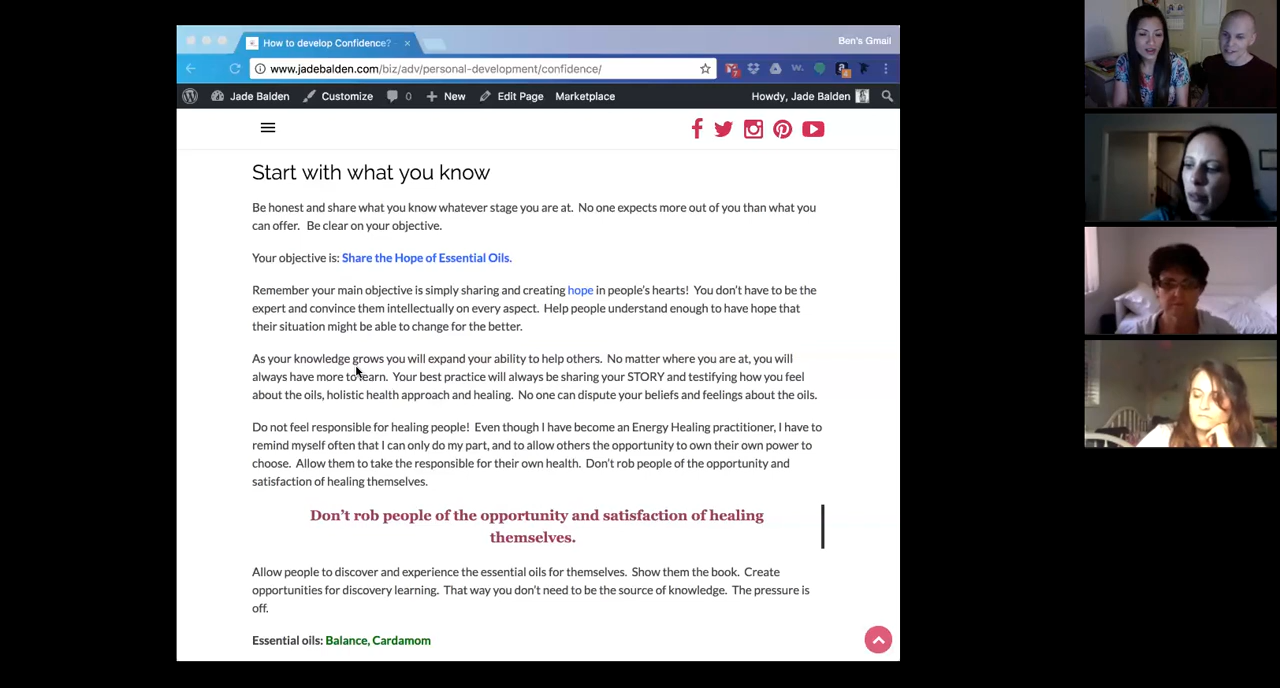 How to develop Confidence?
Ben's Gmail
www.jadebalden.com/biz/adv/personal-development/confidence/
Jade Balden Customize 0 New Edit Page Marketplace Howdy, Jade Balden
Start with what you know
Be honest and share what you know whatever stage you are at. No one expects more out of you than what you
can offer. Be clear on your objective.
Your objective is: Share the Hope of Essential Oils.
Remember your main objective is simply sharing and creating hope in people's hearts! You don't have to be the
expert and convince them intellectually on every aspect. Help people understand enough to have hope that
their situation might be able to change for the better.
As your knowledge grows you will expand your ability to help others. No matter where you are at, you will
always have more to learn. Your best practice will always be sharing your STORY and testifying how you feel
about the oils, holistic health approach and healing. No one can dispute your beliefs and feelings about the oils.
Do not feel responsible for healing people! Even though I have become an Energy Healing practitioner, I have to
remind myself often that I can only do my part, and to allow others the opportunity to own their own power to
choose. Allow them to take the responsible for their own health. Don't rob people of the opportunity and
satisfaction of healing themselves.
Don't rob people of the opportunity and satisfaction of healing
themselves.
Allow people to discover and experience the essential oils for themselves. Show them the book. Create
opportunities for discovery learning. That way you don't need to be the source of knowledge. The pressure is
off.
Essential oils: Balance, Cardamom